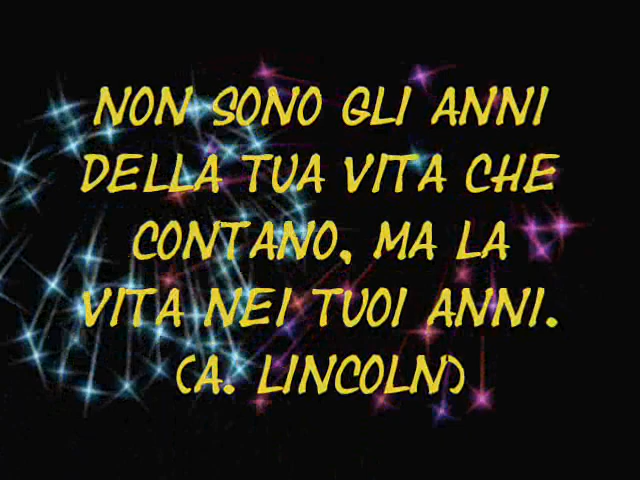 NON SONO GLI ANNI
DELLA TUA VITA CHE
CONTANO, MA LA
VITA NEI TUOI ANNI.
(A. LINCOLN)